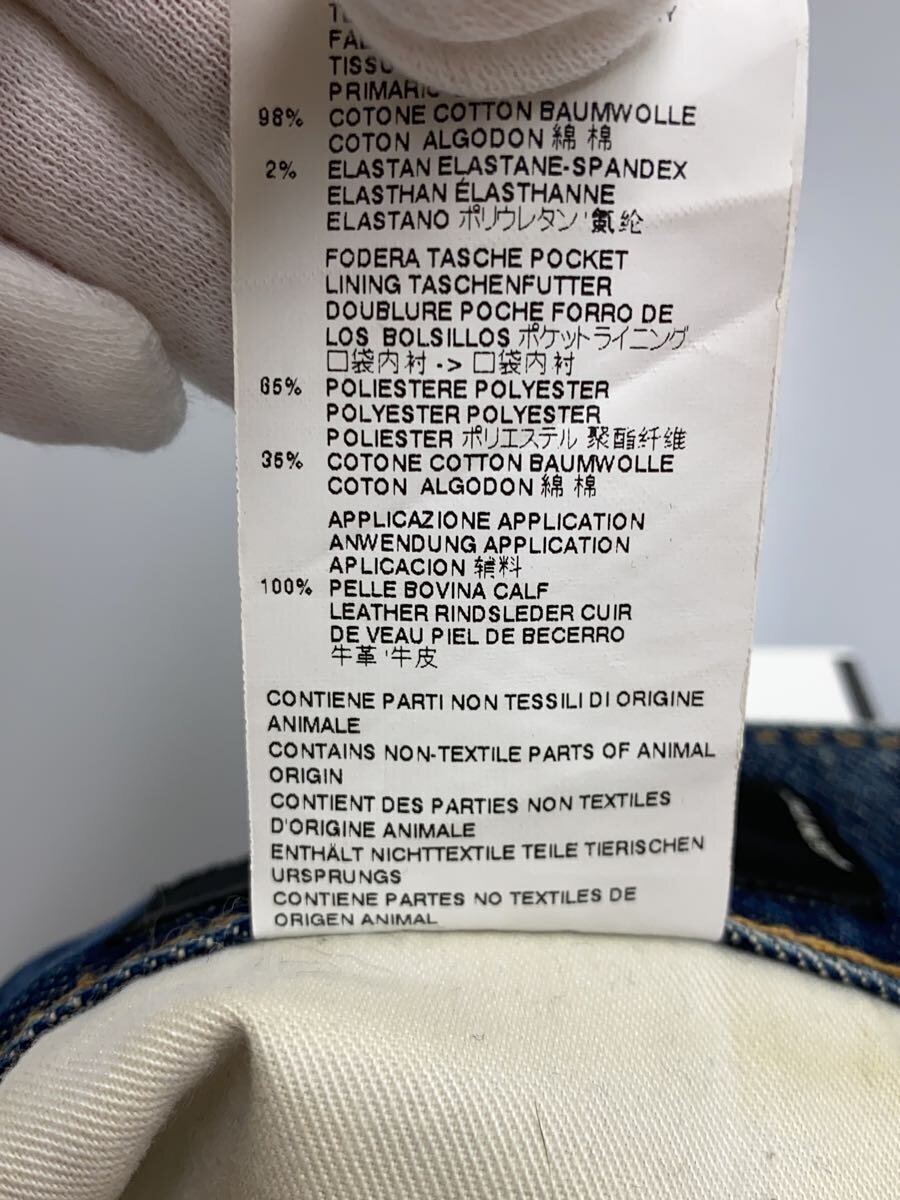 PRIMARIO
98% COTONE COTTON BAUMWOLLE
COTON ALGODON 綿 棉
2% ELASTAN ELASTANE-SPANDEX
ELASTHAN ÉLASTHANNE
ELASTANO ポリウレタン '氨纶
FODERA TASCHE POCKET
LINING TASCHENFUTTER
DOUBLURE POCHE FORRO DE
LOS BOLSILLOS ポケットライニング
口袋内衬 -> 口袋内衬
65% POLIESTERE POLYESTER
POLYESTER POLYESTER
POLIESTER ポリエステル 聚酯纤维
35% COTONE COTTON BAUMWOLLE
COTON ALGODON 綿 棉
APPLICAZIONE APPLICATION
ANWENDUNG APPLICATION
APLICACION 辅料
100% PELLE BOVINA CALF
LEATHER RINDSLEDER CUIR
DE VEAU PIEL DE BECERRO
牛革 '牛皮
CONTIENE PARTI NON TESSILI DI ORIGINE
ANIMALE
CONTAINS NON-TEXTILE PARTS OF ANIMAL
ORIGIN
CONTIENT DES PARTIES NON TEXTILES
D'ORIGINE ANIMALE
ENTHÄLT NICHTTEXTILE TEILE TIERISCHEN
URSPRUNGS
CONTIENE PARTES NO TEXTILES DE
ORIGEN ANIMAL